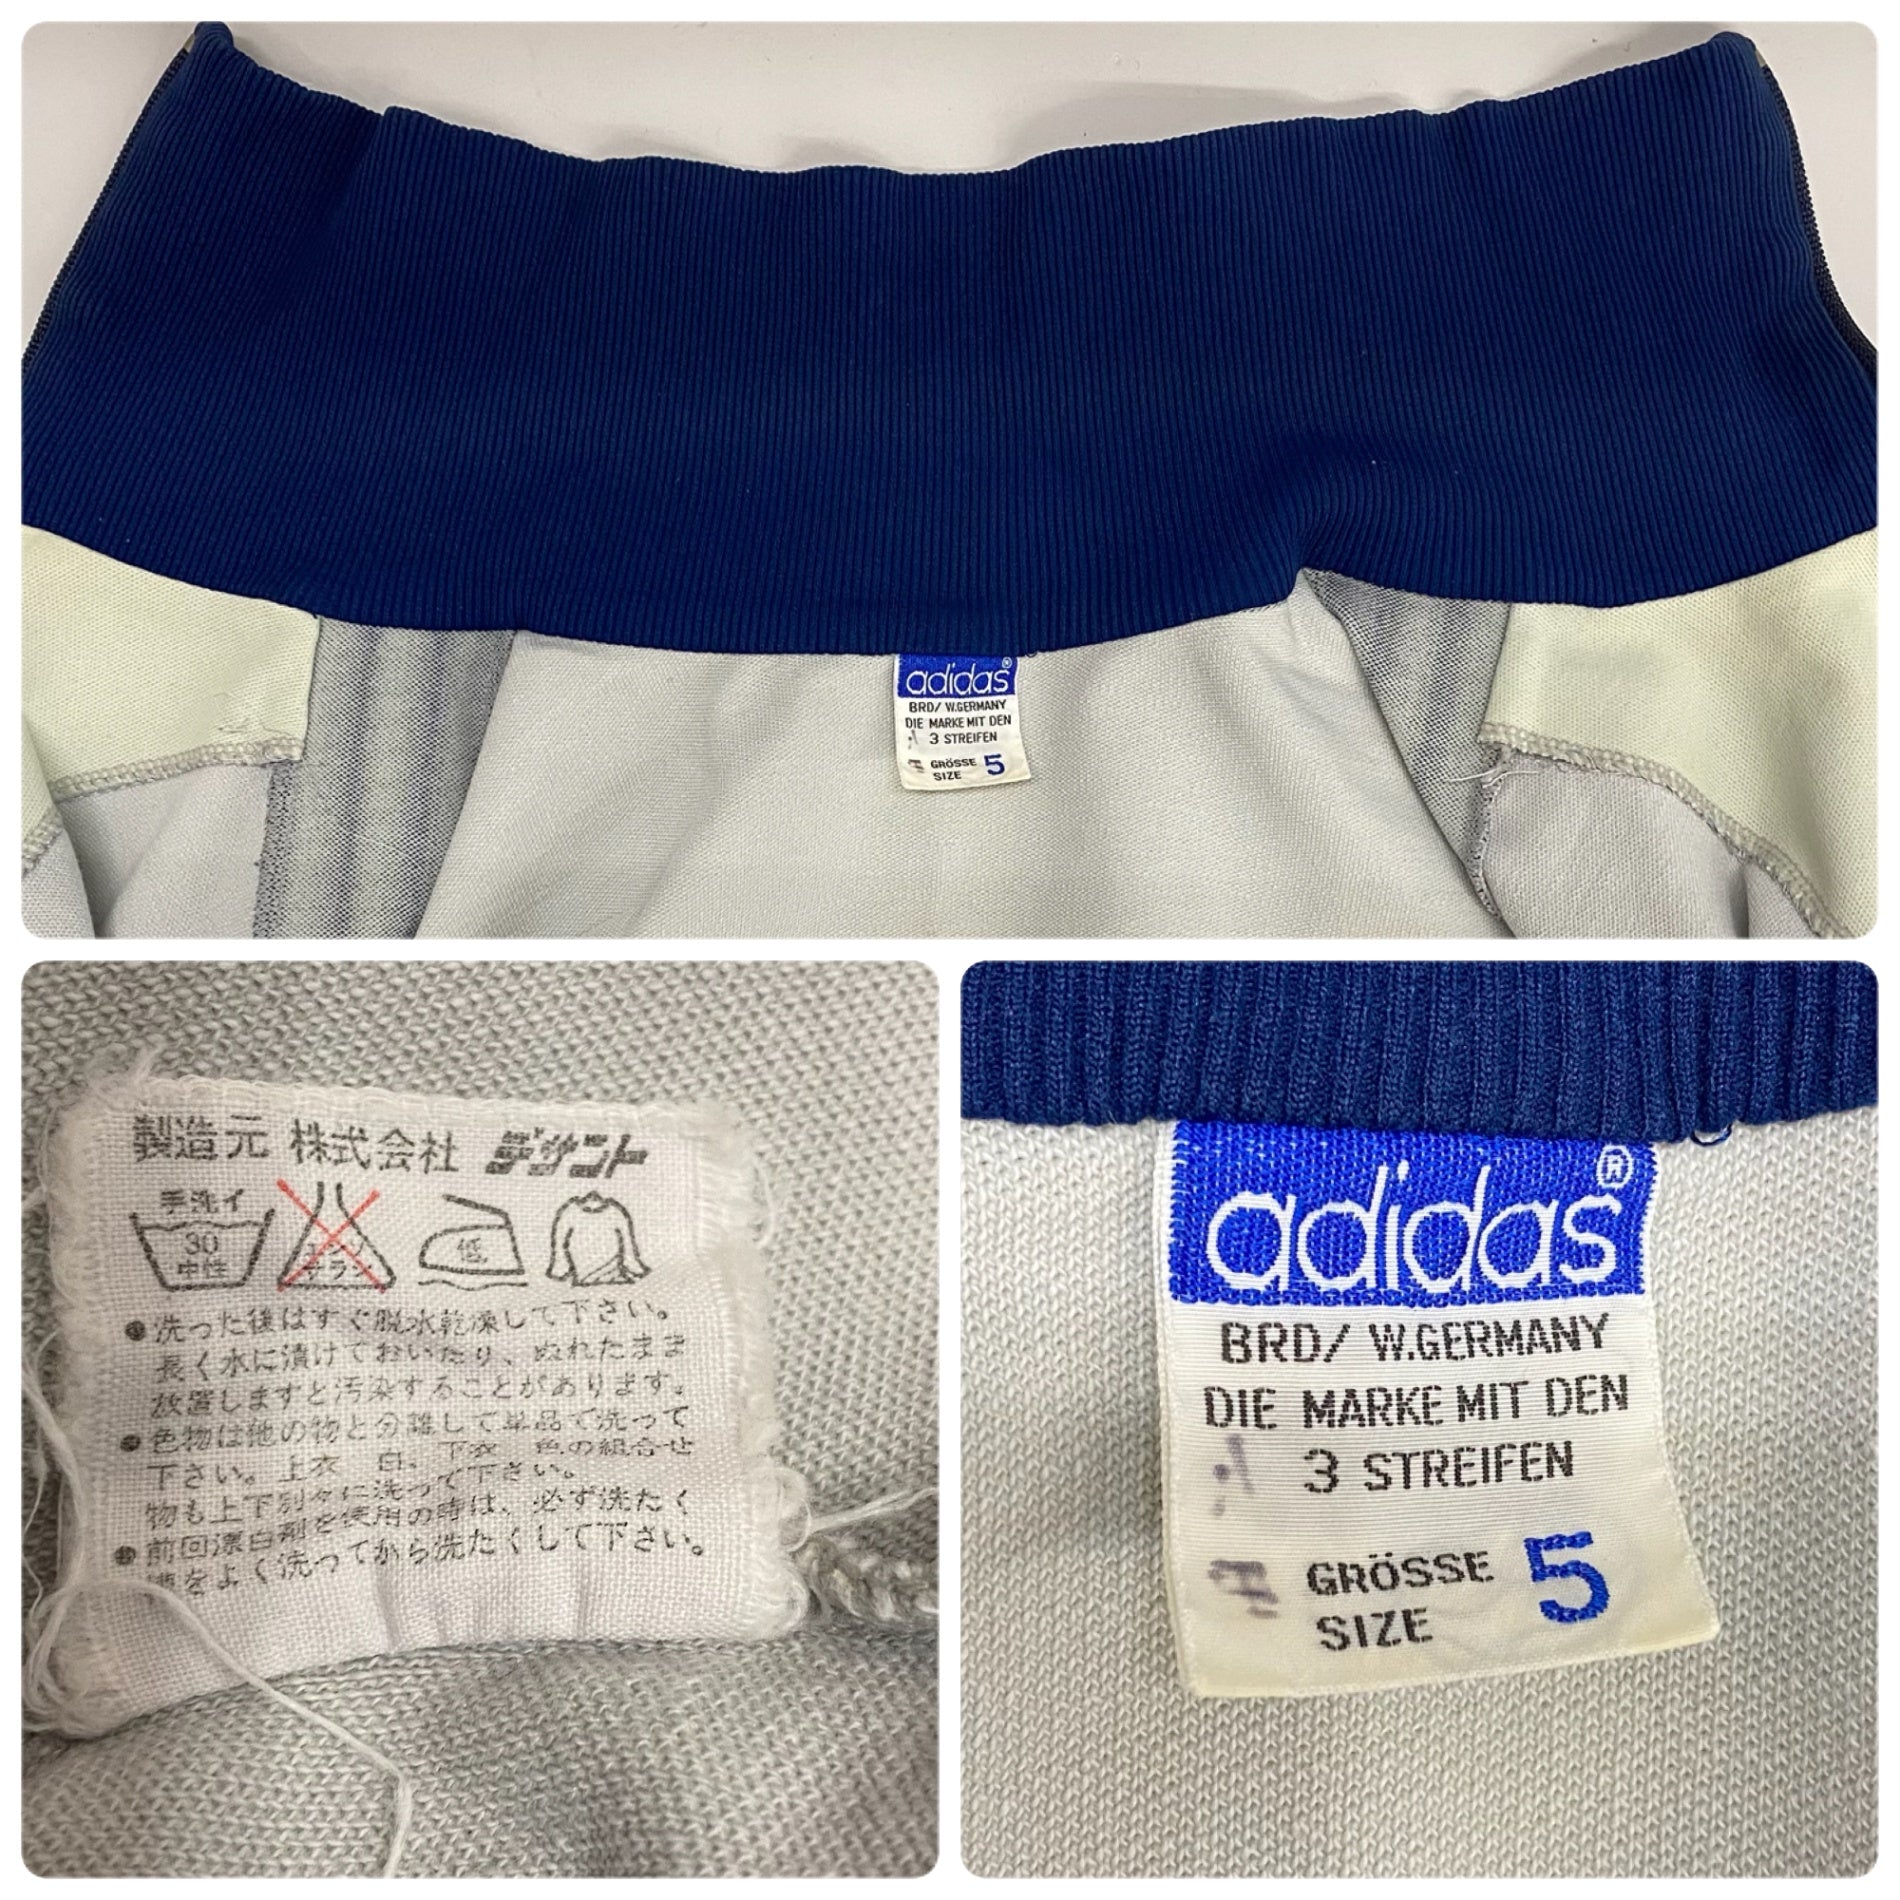 adidas®
BRD/ W.GERMANY
DIE MARKE MIT DEN
3 STREIFEN
GRÖSSE 5
SIZE
製造元 株式会社 デサント
手洗イ
30
中性
低
●洗った後はすぐ脱水乾燥して下さい。
長く水に漬けておいたり、ぬれたまま
放置しますと汚染することがあります。
●色物は他の物と分離して単品で洗って
下さい。上衣 白。下衣 色の組合せ
物も上下別々に洗って下さい。
●前回漂白剤を使用の時は、必ず洗たく
をよく洗ってから洗たくして下さい。
adidas®
BRD/ W.GERMANY
DIE MARKE MIT DEN
3 STREIFEN
GRÖSSE 5
SIZE